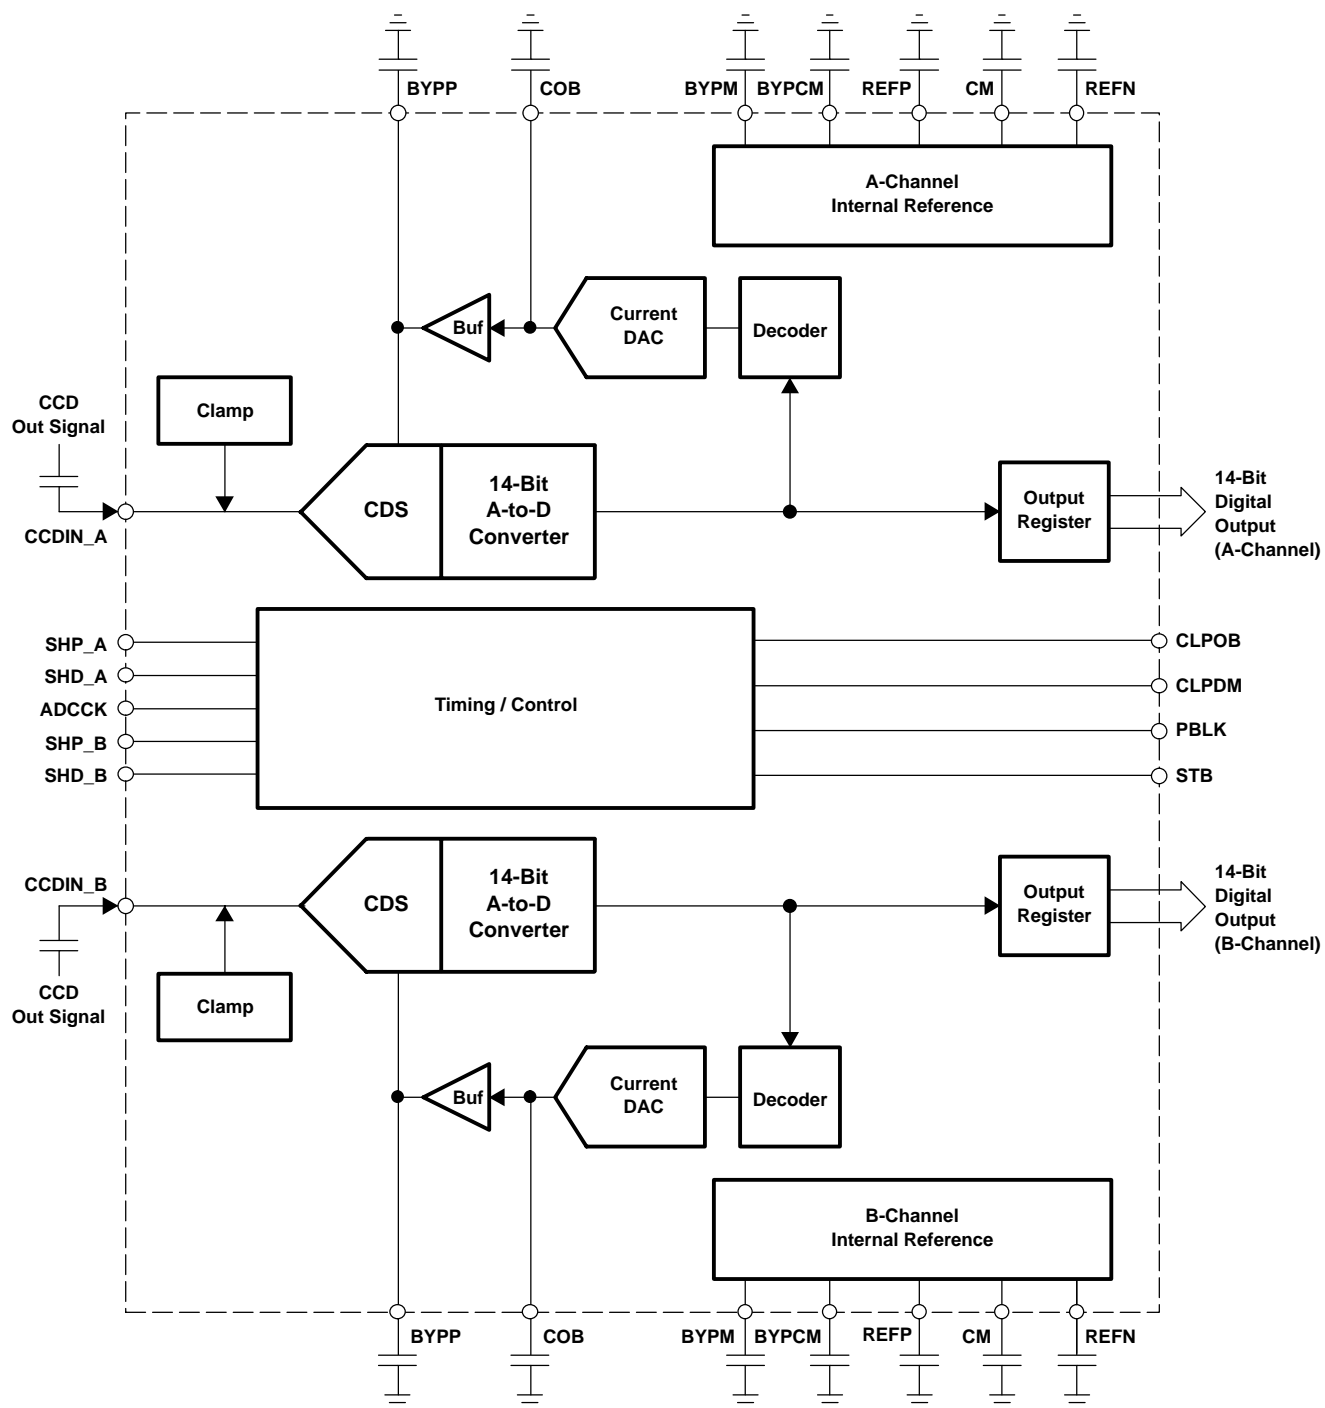 BYPP
COB
BYPM
BYPCM
REFP
CM
REFN
A-Channel
Internal Reference
Buf
Current
DAC
Decoder
CCD
Out Signal
Clamp
CCDIN_A
CDS
14-Bit
A-to-D
Converter
Output
Register
14-Bit
Digital
Output
(A-Channel)
SHP_A
SHD_A
ADCCK
SHP_B
SHD_B
Timing / Control
CLPOB
CLPDM
PBLK
STB
CCDIN_B
CDS
14-Bit
A-to-D
Converter
Output
Register
14-Bit
Digital
Output
(B-Channel)
CCD
Out Signal
Clamp
Buf
Current
DAC
Decoder
B-Channel
Internal Reference
BYPP
COB
BYPM
BYPCM
REFP
CM
REFN